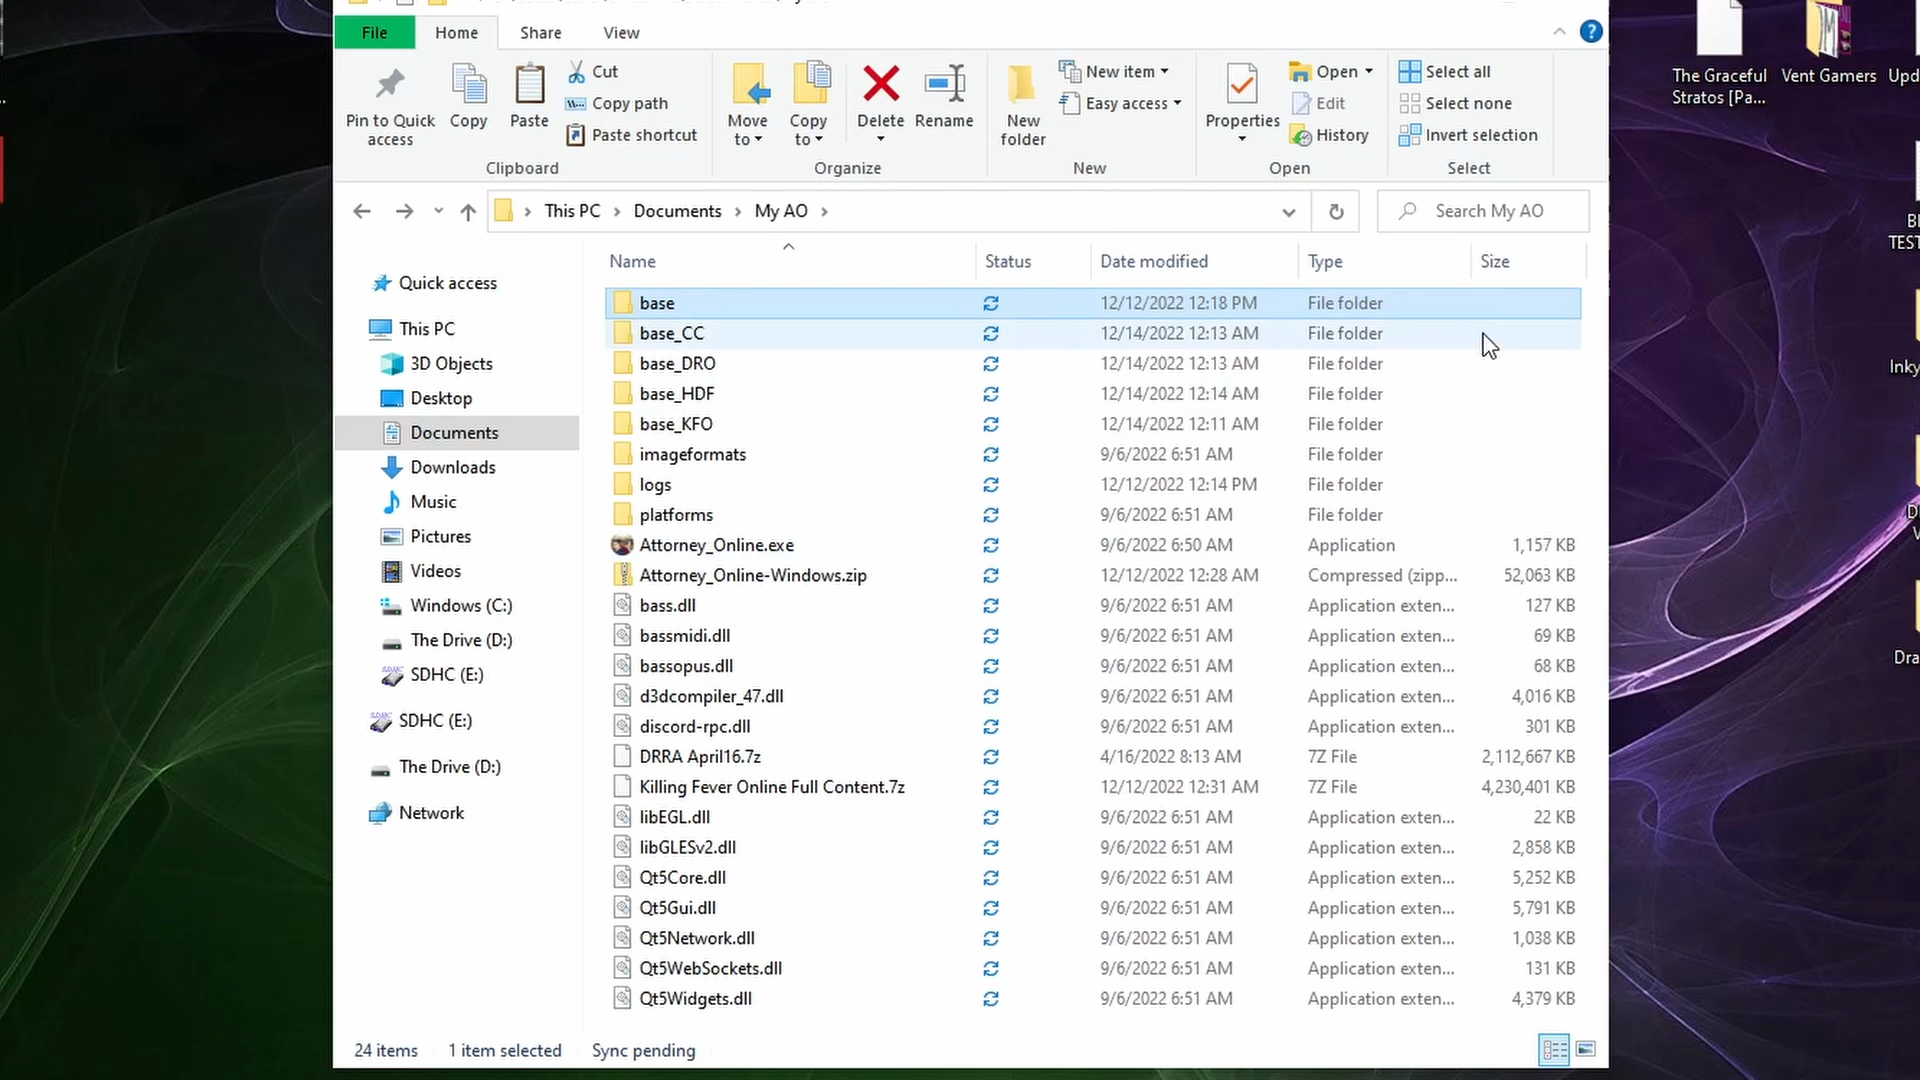 File Home Share View
Pin to Quick access
Copy
Paste
Cut
Copy path
Paste shortcut
Clipboard
Move to
Copy to
Delete
Rename
Organize
New folder
New item
Easy access
New
Properties
Open
Edit
History
Open
Select all
Select none
Invert selection
Select
This PC › Documents › My AO ›
Search My AO
Quick access
This PC
3D Objects
Desktop
Documents
Downloads
Music
Pictures
Videos
Windows (C:)
The Drive (D:)
SDHC (E:)
SDHC (E:)
The Drive (D:)
Network
Name Status Date modified Type Size
base 12/12/2022 12:18 PM File folder
base_CC 12/14/2022 12:13 AM File folder
base_DRO 12/14/2022 12:13 AM File folder
base_HDF 12/14/2022 12:14 AM File folder
base_KFO 12/14/2022 12:11 AM File folder
imageformats 9/6/2022 6:51 AM File folder
logs 12/12/2022 12:14 PM File folder
platforms 9/6/2022 6:51 AM File folder
Attorney_Online.exe 9/6/2022 6:50 AM Application 1,157 KB
Attorney_Online-Windows.zip 12/12/2022 12:28 AM Compressed (zipp... 52,063 KB
bass.dll 9/6/2022 6:51 AM Application exten... 127 KB
bassmidi.dll 9/6/2022 6:51 AM Application exten... 69 KB
bassopus.dll 9/6/2022 6:51 AM Application exten... 68 KB
d3dcompiler_47.dll 9/6/2022 6:51 AM Application exten... 4,016 KB
discord-rpc.dll 9/6/2022 6:51 AM Application exten... 301 KB
DRRA April16.7z 4/16/2022 8:13 AM 7Z File 2,112,667 KB
Killing Fever Online Full Content.7z 12/12/2022 12:31 AM 7Z File 4,230,401 KB
libEGL.dll 9/6/2022 6:51 AM Application exten... 22 KB
libGLESv2.dll 9/6/2022 6:51 AM Application exten... 2,858 KB
Qt5Core.dll 9/6/2022 6:51 AM Application exten... 5,252 KB
Qt5Gui.dll 9/6/2022 6:51 AM Application exten... 5,791 KB
Qt5Network.dll 9/6/2022 6:51 AM Application exten... 1,038 KB
Qt5WebSockets.dll 9/6/2022 6:51 AM Application exten... 131 KB
Qt5Widgets.dll 9/6/2022 6:51 AM Application exten... 4,379 KB
24 items 1 item selected Sync pending
The Graceful
Stratos [Pa...
Vent Gamers
Upd
TEST
Inky
Dra